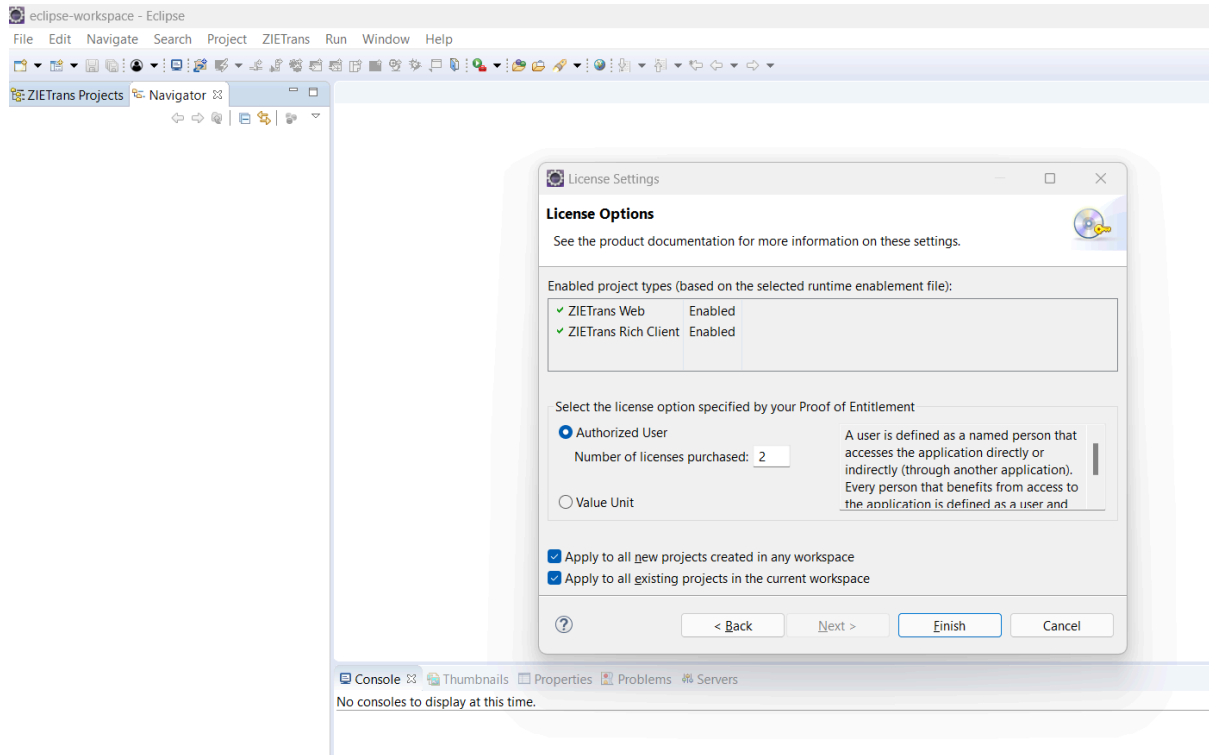 eclipse-workspace - Eclipse
File Edit Navigate Search Project ZIETrans Run Window Help
ZIETrans Projects Navigator
License Settings
License Options
See the product documentation for more information on these settings.
Enabled project types (based on the selected runtime enablement file):
ZIETrans Web Enabled
ZIETrans Rich Client Enabled
Select the license option specified by your Proof of Entitlement
Authorized User
Number of licenses purchased: 2
Value Unit
A user is defined as a named person that
accesses the application directly or
indirectly (through another application).
Every person that benefits from access to
the application is defined as a user and
Apply to all new projects created in any workspace
Apply to all existing projects in the current workspace
? < Back Next > Finish Cancel
Console Thumbnails Properties Problems Servers
No consoles to display at this time.